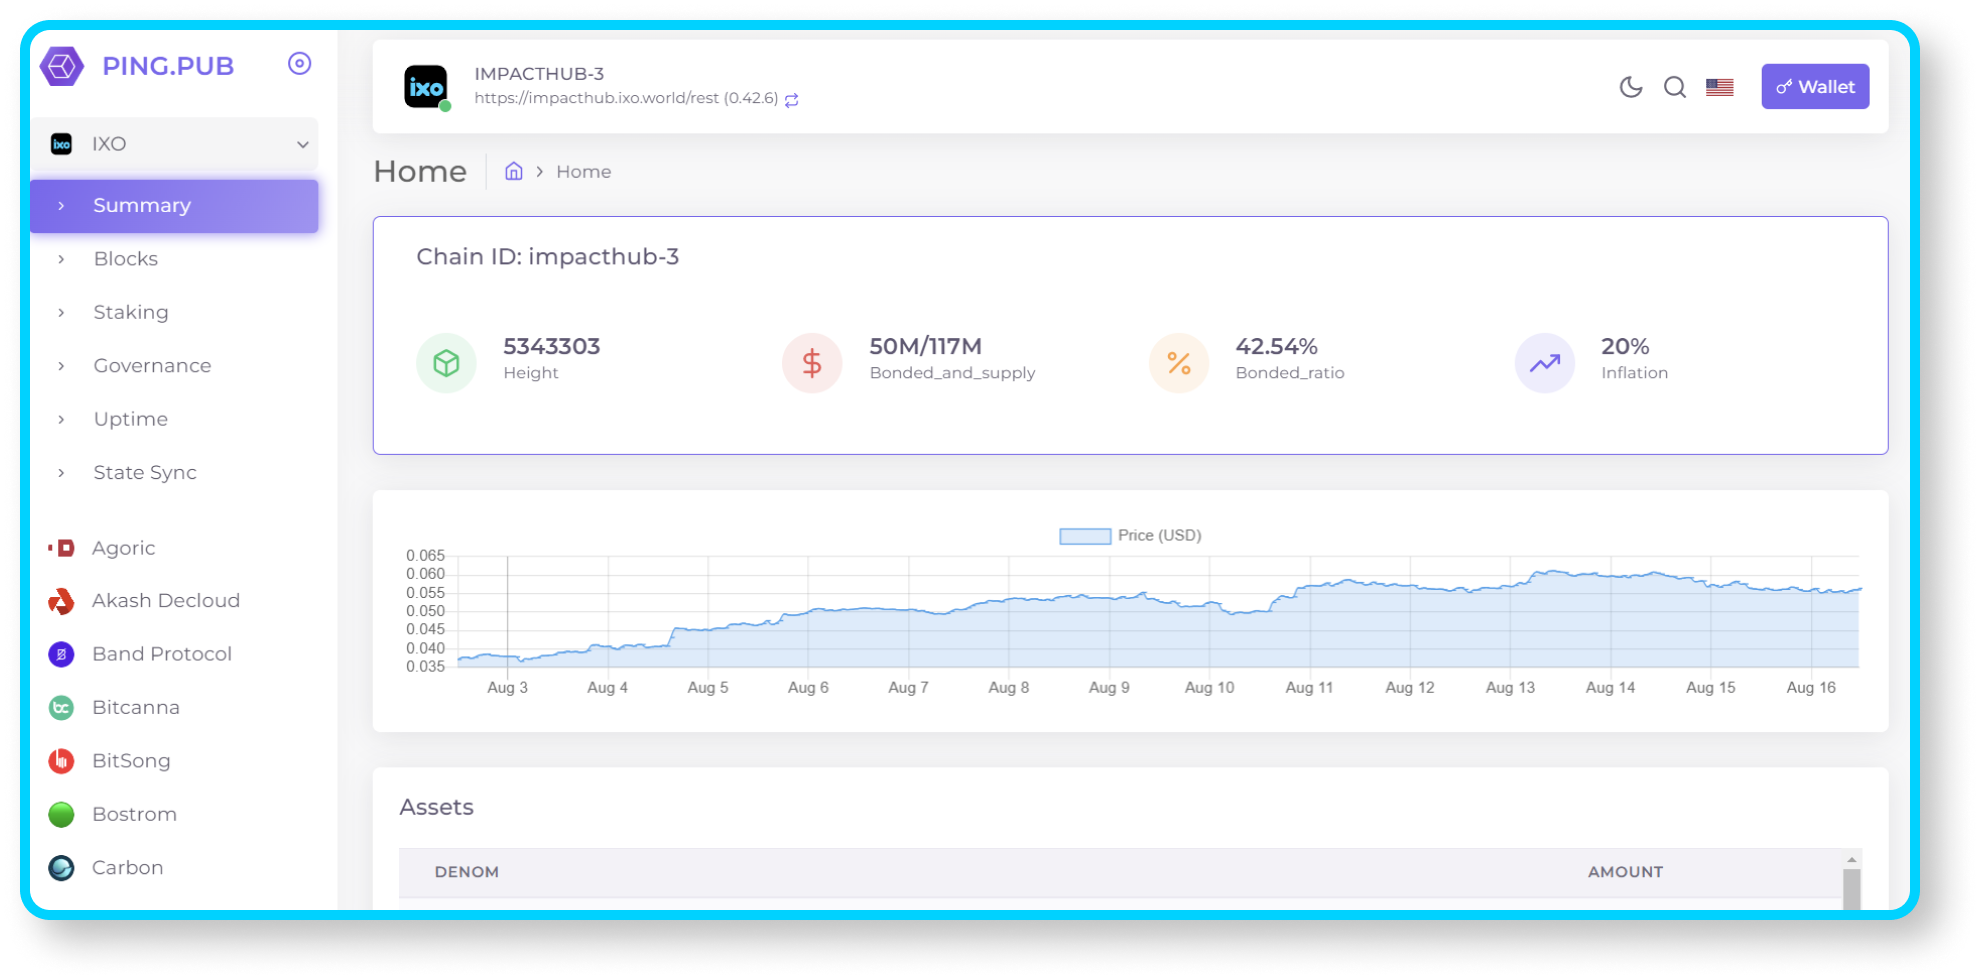 PING.PUB
ixo
IXO
Summary
Blocks
Staking
Governance
Uptime
State Sync
Agoric
Akash Decloud
Band Protocol
bc
Bitcanna
BitSong
Bostrom
Carbon
ixo
IMPACTHUB-3
https://impacthub.ixo.world/rest (0.42.6)
Wallet
Home
Home
Chain ID: impacthub-3
5343303
Height
50M/117M
Bonded_and_supply
42.54%
Bonded_ratio
20%
Inflation
Price (USD)
0.065
0.060
0.055
0.050
0.045
0.040
0.035
Aug 3 Aug 4 Aug 5 Aug 6 Aug 7 Aug 8 Aug 9 Aug 10 Aug 11 Aug 12 Aug 13 Aug 14 Aug 15 Aug 16
Assets
DENOM AMOUNT